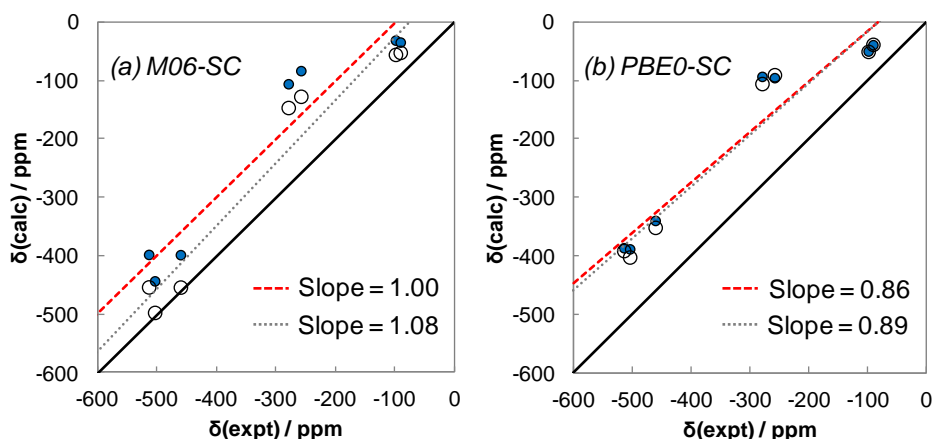 (a) M06-SC
0
-100
-200
-300
-400
-500
-600
δ(calc) / ppm
Slope = 1.00
Slope = 1.08
-600 -500 -400 -300 -200 -100 0
δ(expt) / ppm
(b) PBE0-SC
0
-100
-200
-300
-400
-500
-600
δ(calc) / ppm
Slope = 0.86
Slope = 0.89
-600 -500 -400 -300 -200 -100 0
δ(expt) / ppm